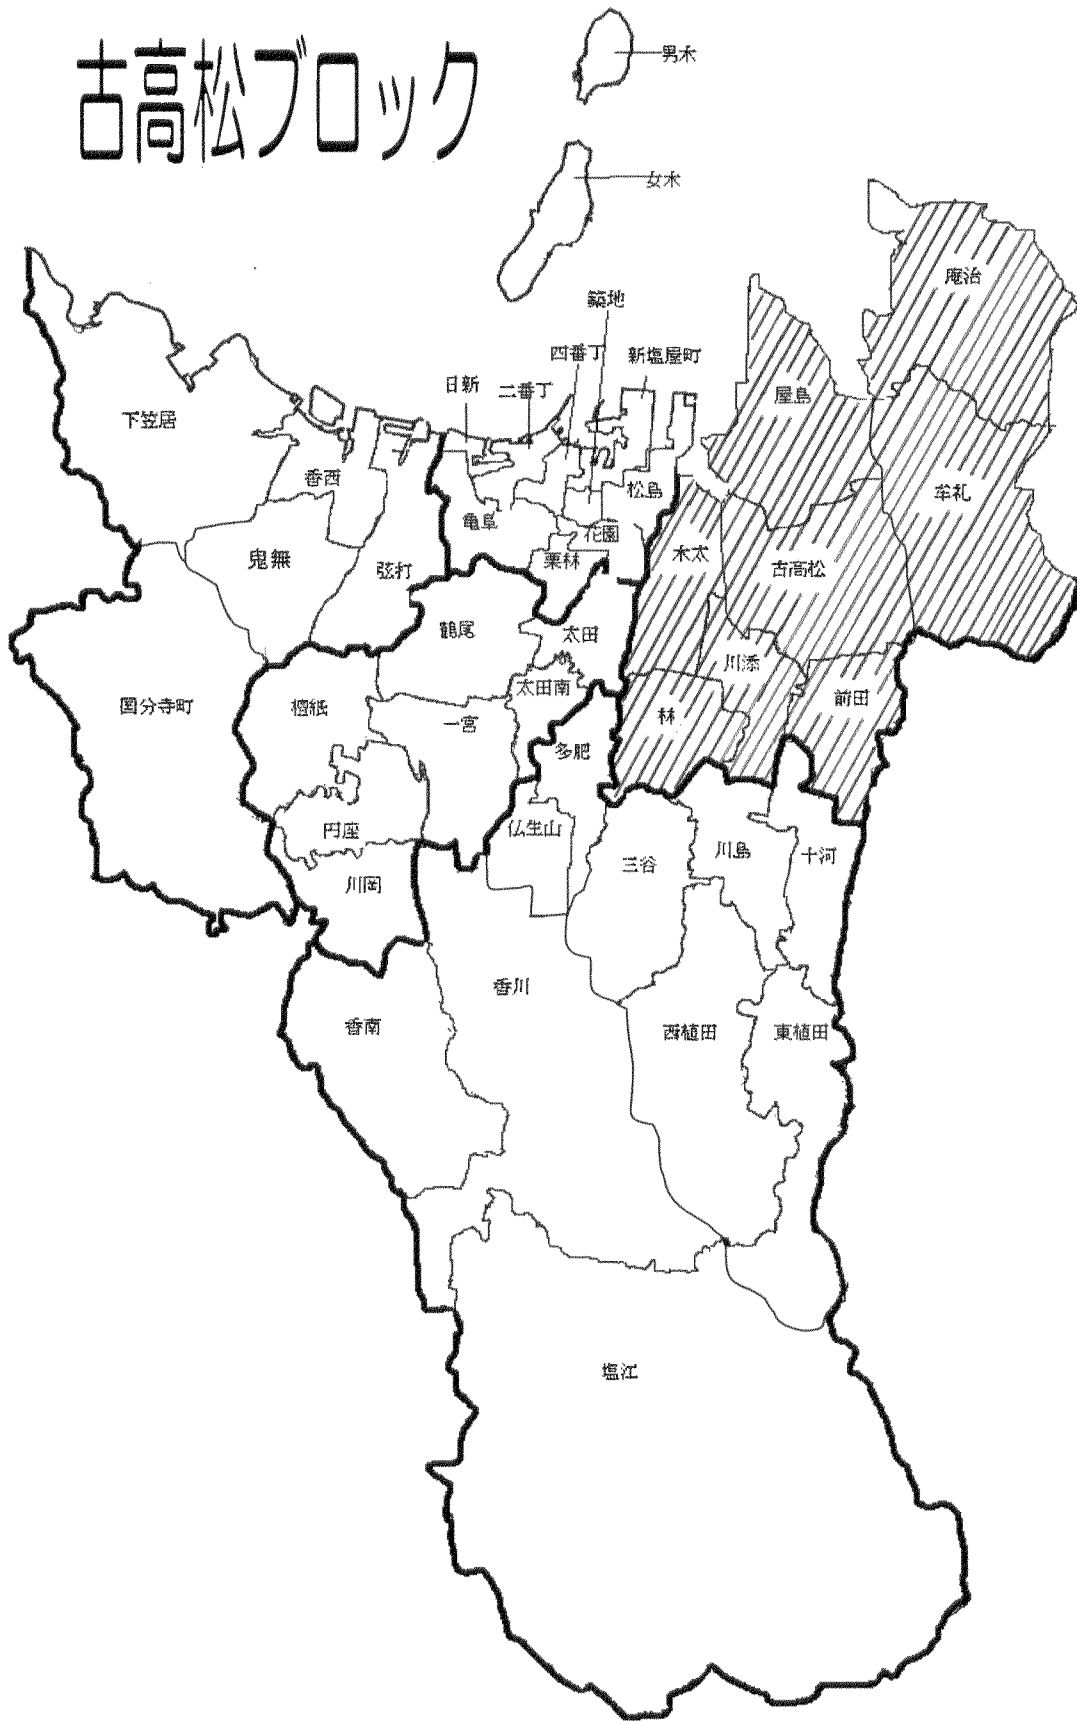 古高松ブロック
男木
女木
庵治
築地
四番丁
新塩屋町
日新
二番丁
屋島
下笠居
香西
松島
牟礼
亀阜
花園
鬼無
弦打
栗林
木太
古高松
鶴尾
太田
川添
国分寺町
檀紙
太田南
前田
一宮
林
多肥
円座
仏生山
川岡
三谷
川島
十河
香川
香南
西植田
東植田
塩江